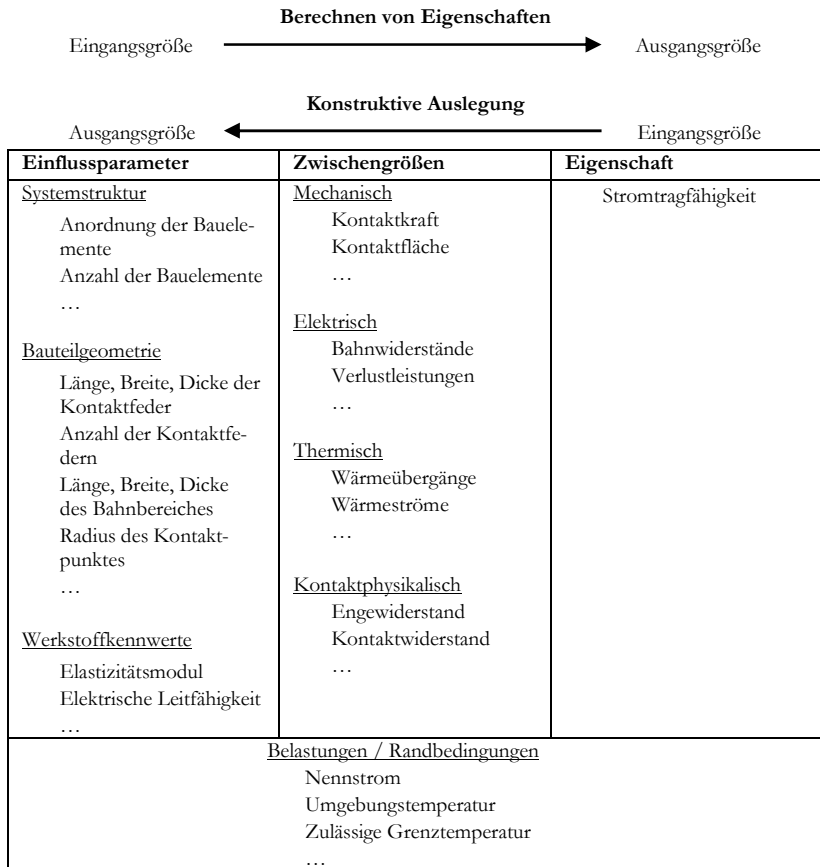 Berechnen von Eigenschaften
Eingangsgröße Ausgangsgröße
Konstruktive Auslegung
Ausgangsgröße Eingangsgröße
Einflussparameter
Systemstruktur
Anordnung der Bauele-
mente
Anzahl der Bauelemente
…
Bauteilgeometrie
Länge, Breite, Dicke der
Kontaktfeder
Anzahl der Kontaktfe-
dern
Länge, Breite, Dicke
des Bahnbereiches
Radius des Kontakt-
punktes
…
Werkstoffkennwerte
Elastizitätsmodul
Elektrische Leitfähigkeit
…
Zwischengrößen
Mechanisch
Kontaktkraft
Kontaktfläche
…
Elektrisch
Bahnwiderstände
Verlustleistungen
…
Thermisch
Wärmeübergänge
Wärmeströme
…
Kontaktphysikalisch
Engewiderstand
Kontaktwiderstand
…
Eigenschaft
Stromtragfähigkeit
Belastungen / Randbedingungen
Nennstrom
Umgebungstemperatur
Zulässige Grenztemperatur
…